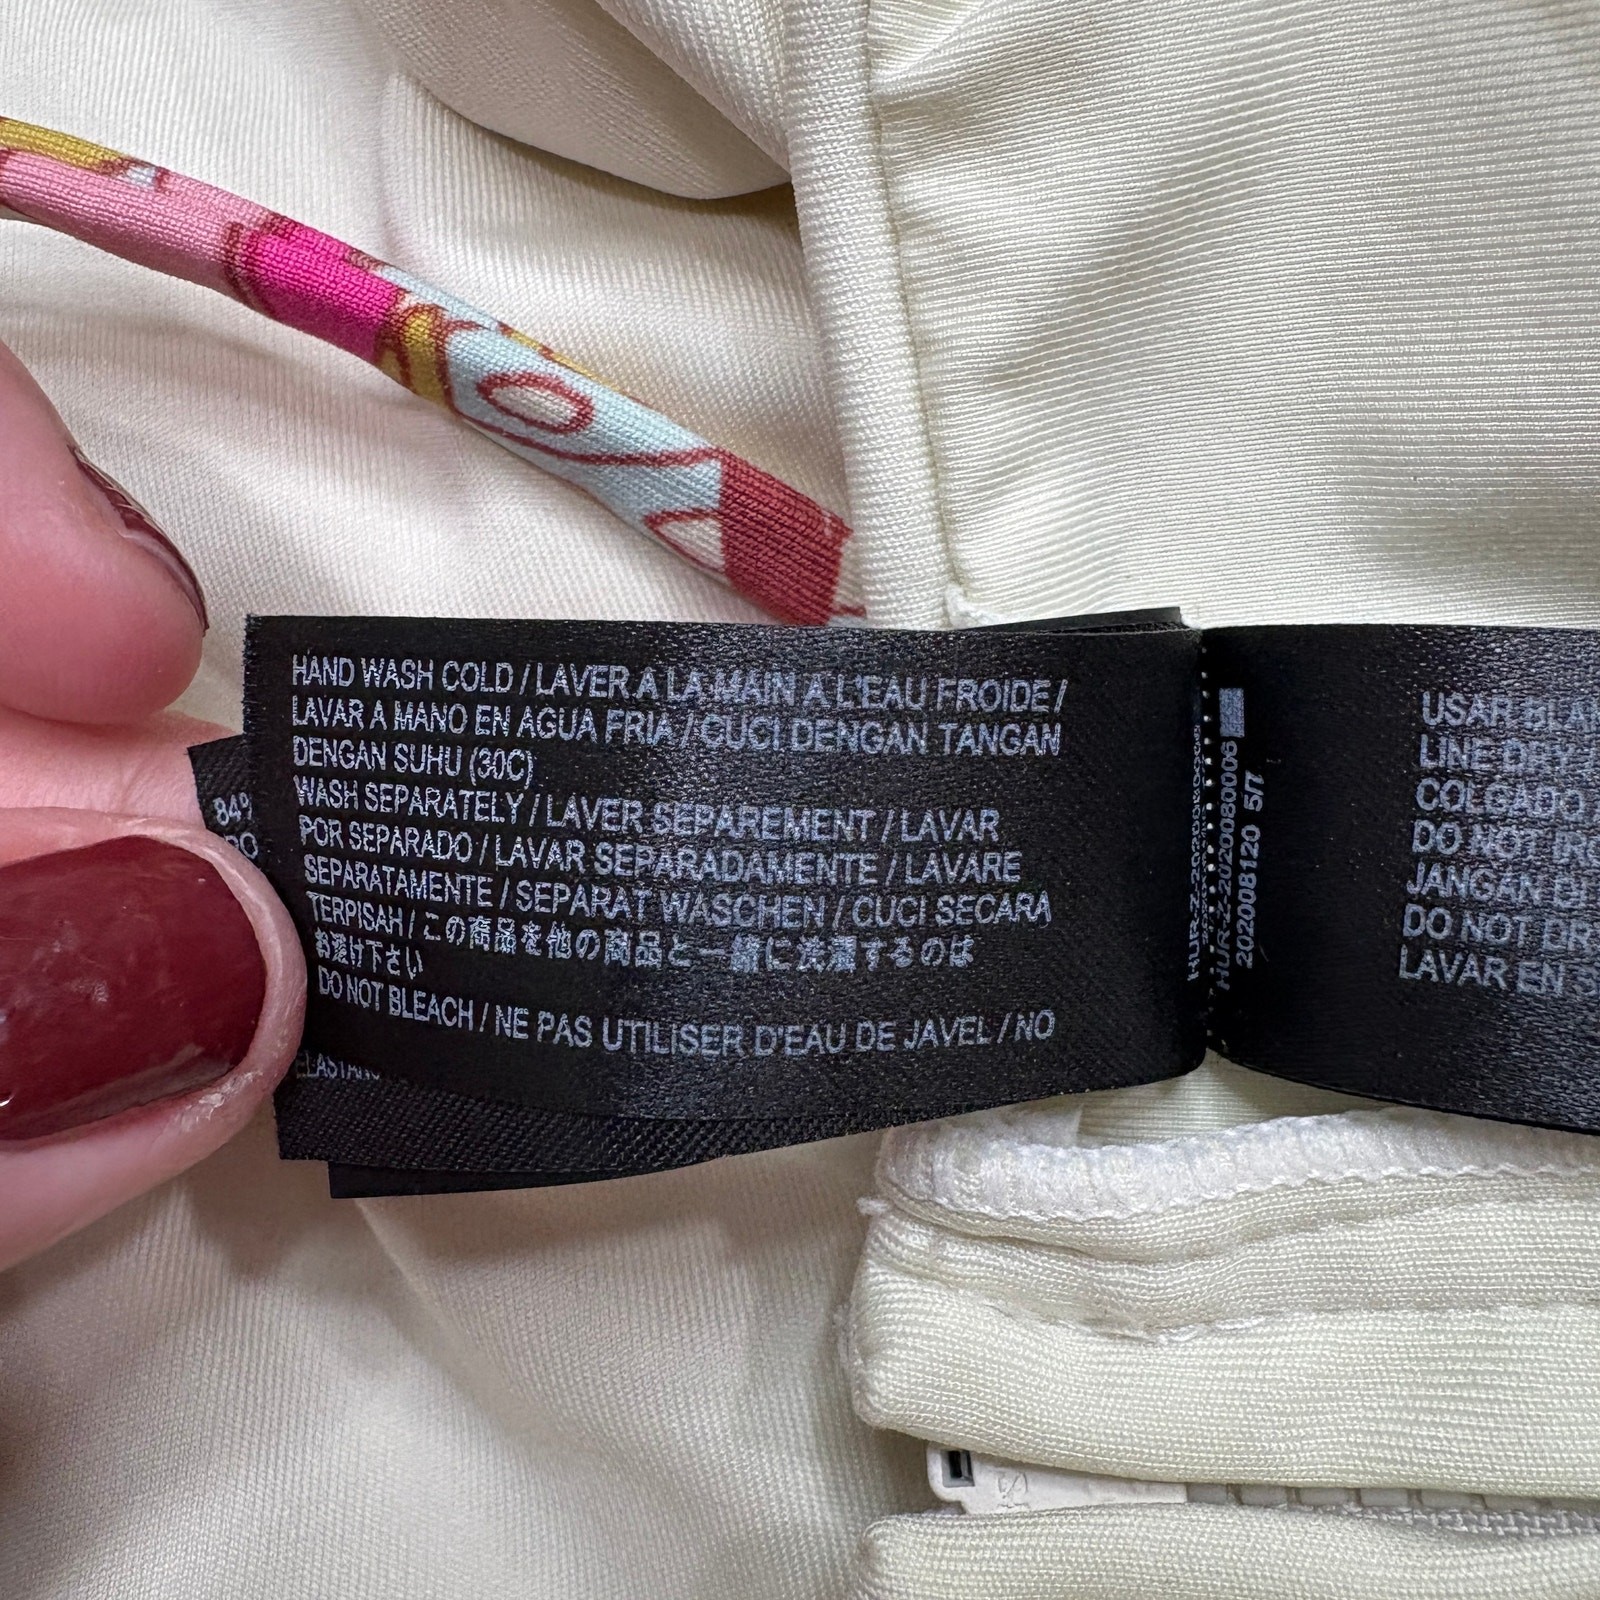 HAND WASH COLD / LAVER A LA MAIN A L'EAU FROIDE /
LAVAR A MANO EN AGUA FRIA / CUCI DENGAN TANGAN
DENGAN SUHU (30C)
WASH SEPARATELY / LAVER SEPAREMENT / LAVAR
POR SEPARADO / LAVAR SEPARADAMENTE / LAVARE
SEPARATAMENTE / SEPARAT WASCHEN / CUCI SECARA
TERPISAH / この商品を他の商品と一緒に洗濯するのは
お避け下さい
DO NOT BLEACH / NE PAS UTILISER D'EAU DE JAVEL / NO
84%
HUR-Z-2020080006
202008120 5/7
USAR
LINE DRY
COLGADO
DO NOT
JANGAN
DO NOT
LAVAR EN